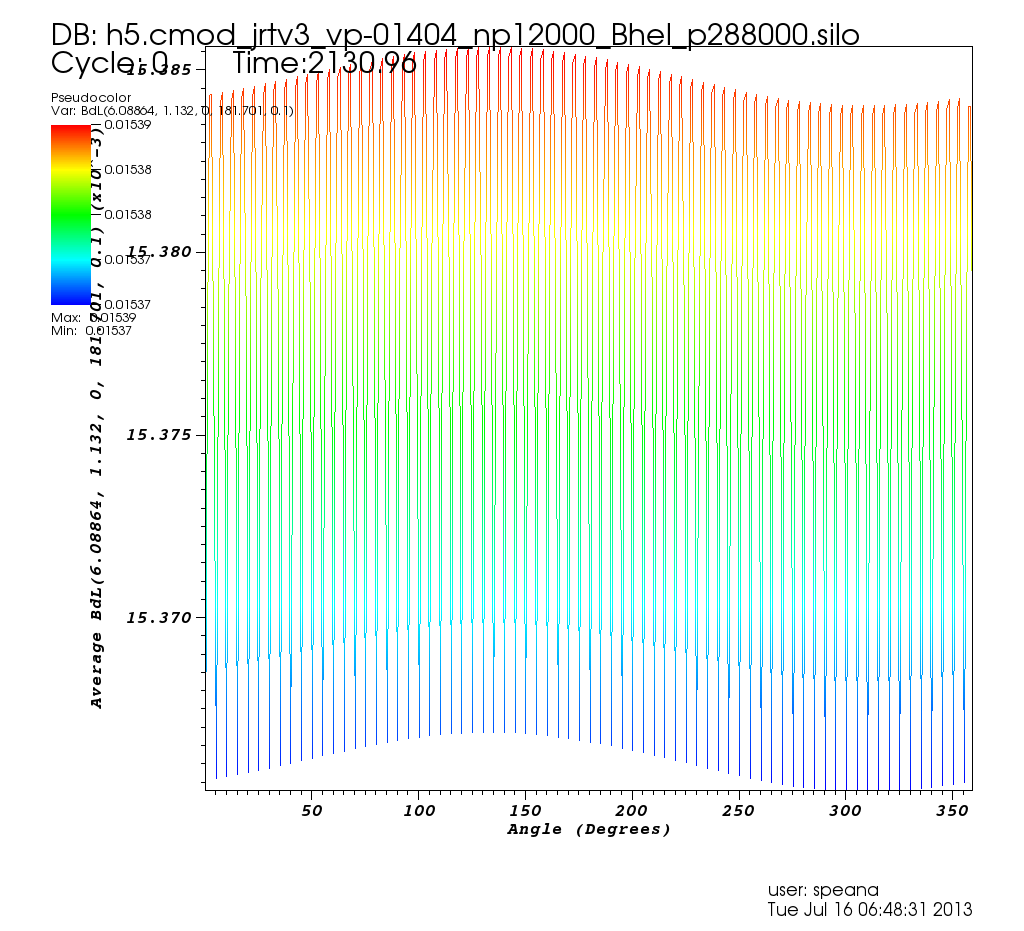 DB: h5.cmod_jrtv3_vp-01404_np12000_Bhel_p288000.silo
Cycle: 0 Time:2130.96
Pseudocolor
Var: BdL(6.08864, 1.132, 0, 181.701, 0.1)
0.01539
0.01538
0.01538
0.01537
0.01537
Max: 0.01539
Min: 0.01537
Average BdL(6.08864, 1.132, 0, 181.701, 0.1) (x10^-3)
15.385
15.380
15.375
15.370
50 100 150 200 250 300 350
Angle (Degrees)
user: speana
Tue Jul 16 06:48:31 2013